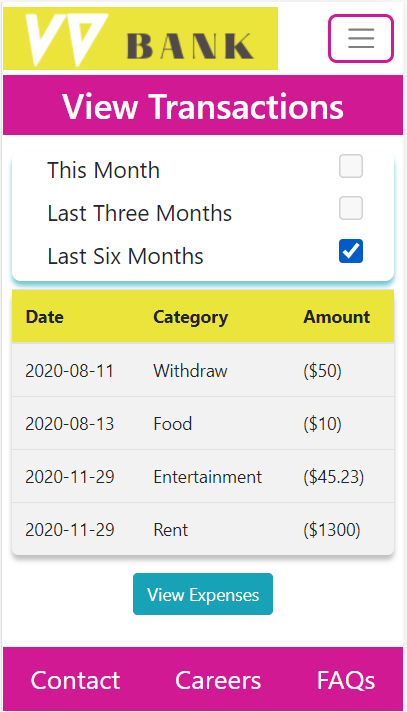 VP BANK
View Transactions
This Month
Last Three Months
Last Six Months
Date Category Amount
2020-08-11 Withdraw ($50)
2020-08-13 Food ($10)
2020-11-29 Entertainment ($45.23)
2020-11-29 Rent ($1300)
View Expenses
Contact Careers FAQs